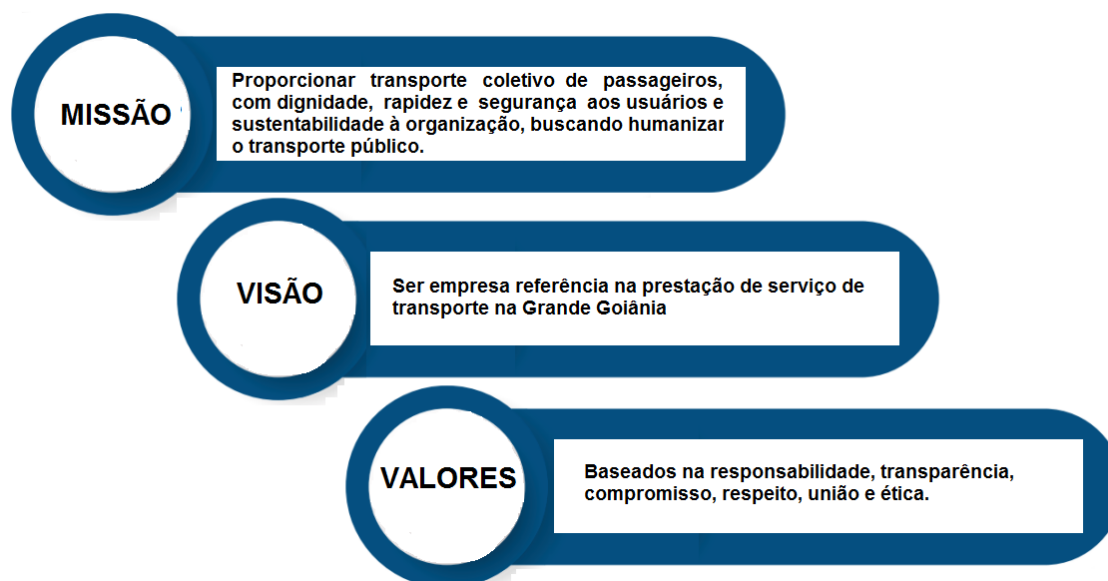 MISSÃO
Proporcionar transporte coletivo de passageiros,
com dignidade, rapidez e segurança aos usuários e
sustentabilidade à organização, buscando humanizar
o transporte público.
VISÃO
Ser empresa referência na prestação de serviço de
transporte na Grande Goiânia
VALORES
Baseados na responsabilidade, transparência,
compromisso, respeito, união e ética.